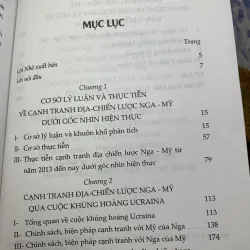 MỤC LỤC
Trang
Lời Nhà xuất bản 5
Lời nói đầu 7
Chương 1
CƠ SỞ LÝ LUẬN VÀ THỰC TIỄN
VỀ CẠNH TRANH ĐỊA-CHIẾN LƯỢC NGA - MỸ
DƯỚI GÓC NHÌN HIỆN THỰC 15
I- Cơ sở lý luận và khuôn khổ phân tích 15
II- Cơ sở thực tiễn 57
III- Thực tiễn cạnh tranh địa chiến lược Nga - Mỹ từ
năm 2013 đến nay dưới góc nhìn hiện thực 79
Chương 2
CẠNH TRANH ĐỊA-CHIẾN LƯỢC NGA - MỸ
QUA CUỘC KHỦNG HOẢNG UCRAINA 113
I- Tổng quan về cuộc khủng hoảng Ucraina 113
II- Chính sách, biện pháp cạnh tranh với Mỹ của Nga 138
III- Chính sách, biện pháp cạnh tranh với Nga của Mỹ 174